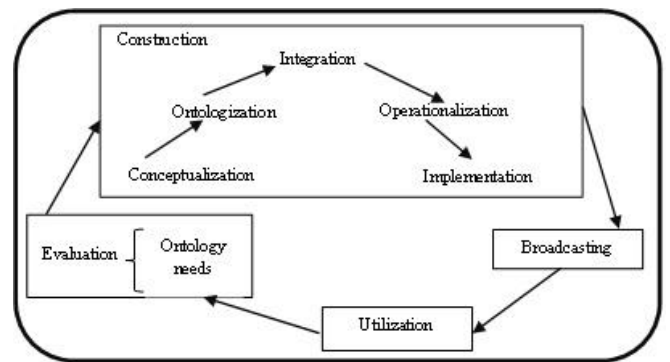 Construction
Integration
Ontologization
Operationalization
Conceptualization
Implementation
Evaluation
Ontology
needs
Broadcasting
Utilization